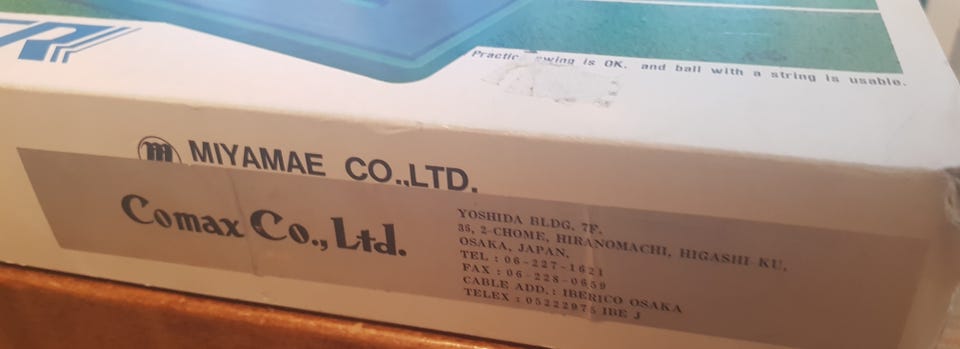 R
Practic swing is OK, and ball with a string is usable.
m MIYAMAE CO.,LTD.
Comax Co., Ltd.
YOSHIDA BLDG, 7F.
35, 2-CHOME, HIRANOMACHI, HIGASHI-KU,
OSAKA, JAPAN.
TEL : 06-227-1621
FAX : 06-228-0659
CABLE ADD. : IBERICO OSAKA
TELEX : 05222975 IBE J